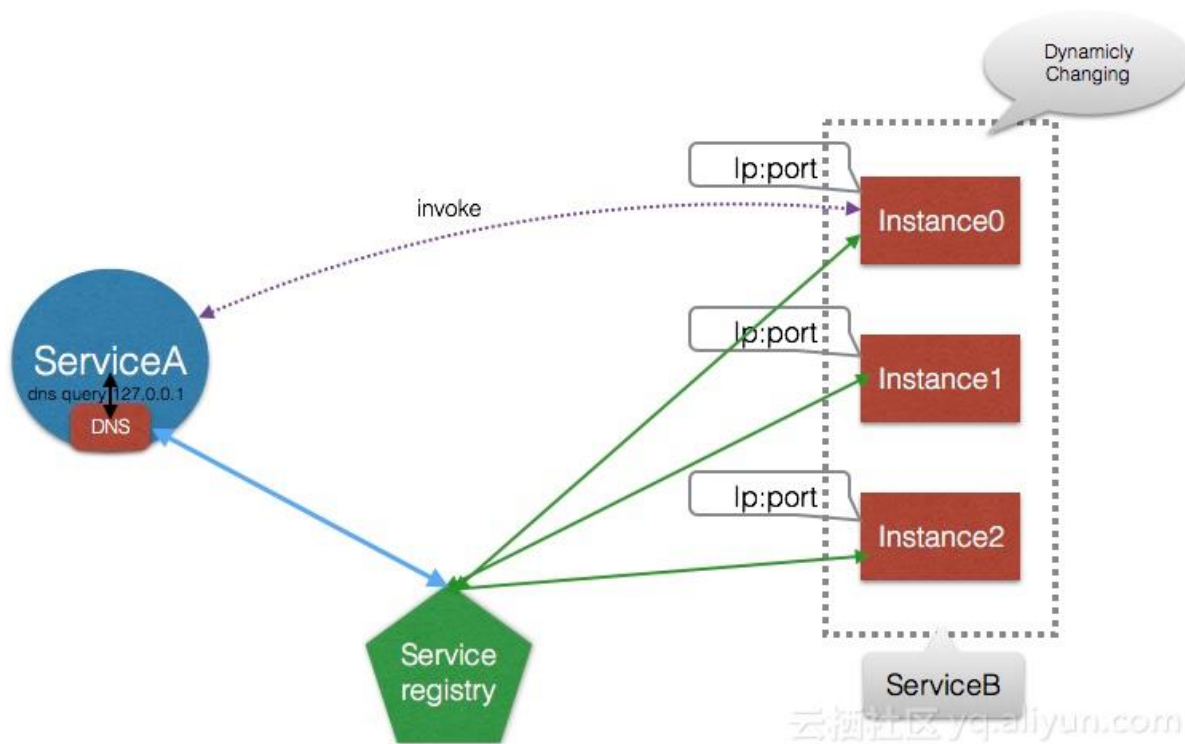 Dynamicly
Changing
Ip:port
Instance0
invoke
Ip:port
Instance1
ServiceA
dns query 127.0.0.1
DNS
Ip:port
Instance2
Service
registry
ServiceB
云栖社区 yq.aliyun.com